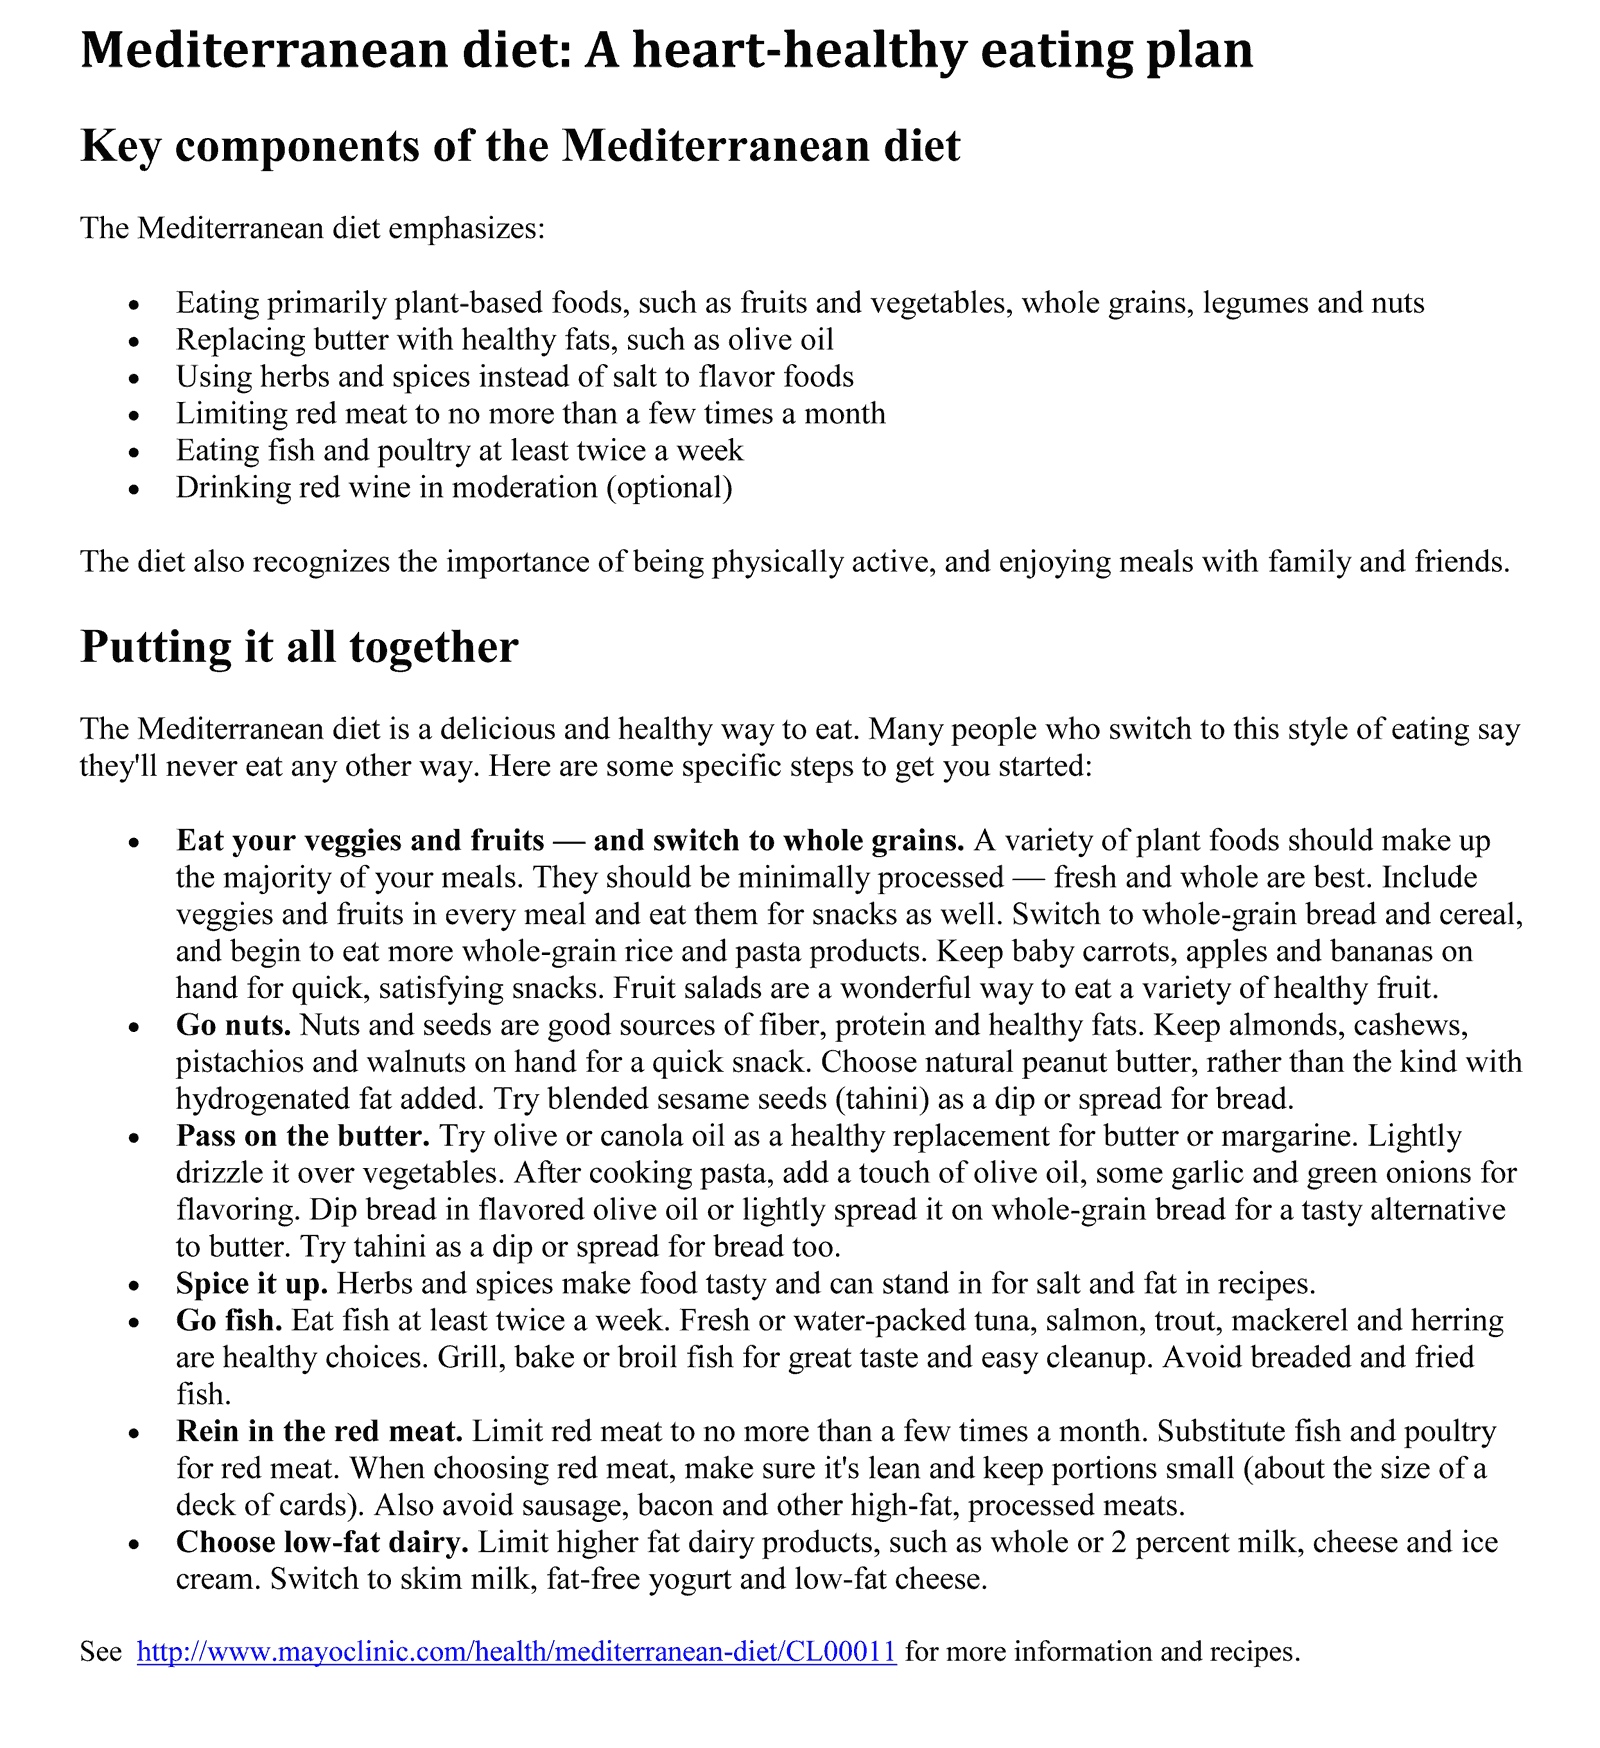 Mediterranean diet: A heart-healthy eating plan
Key components of the Mediterranean diet
The Mediterranean diet emphasizes:
• Eating primarily plant-based foods, such as fruits and vegetables, whole grains, legumes and nuts
• Replacing butter with healthy fats, such as olive oil
• Using herbs and spices instead of salt to flavor foods
• Limiting red meat to no more than a few times a month
• Eating fish and poultry at least twice a week
• Drinking red wine in moderation (optional)
The diet also recognizes the importance of being physically active, and enjoying meals with family and friends.
Putting it all together
The Mediterranean diet is a delicious and healthy way to eat. Many people who switch to this style of eating say
they'll never eat any other way. Here are some specific steps to get you started:
• Eat your veggies and fruits — and switch to whole grains. A variety of plant foods should make up
the majority of your meals. They should be minimally processed — fresh and whole are best. Include
veggies and fruits in every meal and eat them for snacks as well. Switch to whole-grain bread and cereal,
and begin to eat more whole-grain rice and pasta products. Keep baby carrots, apples and bananas on
hand for quick, satisfying snacks. Fruit salads are a wonderful way to eat a variety of healthy fruit.
• Go nuts. Nuts and seeds are good sources of fiber, protein and healthy fats. Keep almonds, cashews,
pistachios and walnuts on hand for a quick snack. Choose natural peanut butter, rather than the kind with
hydrogenated fat added. Try blended sesame seeds (tahini) as a dip or spread for bread.
• Pass on the butter. Try olive or canola oil as a healthy replacement for butter or margarine. Lightly
drizzle it over vegetables. After cooking pasta, add a touch of olive oil, some garlic and green onions for
flavoring. Dip bread in flavored olive oil or lightly spread it on whole-grain bread for a tasty alternative
to butter. Try tahini as a dip or spread for bread too.
• Spice it up. Herbs and spices make food tasty and can stand in for salt and fat in recipes.
• Go fish. Eat fish at least twice a week. Fresh or water-packed tuna, salmon, trout, mackerel and herring
are healthy choices. Grill, bake or broil fish for great taste and easy cleanup. Avoid breaded and fried
fish.
• Rein in the red meat. Limit red meat to no more than a few times a month. Substitute fish and poultry
for red meat. When choosing red meat, make sure it's lean and keep portions small (about the size of a
deck of cards). Also avoid sausage, bacon and other high-fat, processed meats.
• Choose low-fat dairy. Limit higher fat dairy products, such as whole or 2 percent milk, cheese and ice
cream. Switch to skim milk, fat-free yogurt and low-fat cheese.
See http://www.mayoclinic.com/health/mediterranean-diet/CL00011 for more information and recipes.